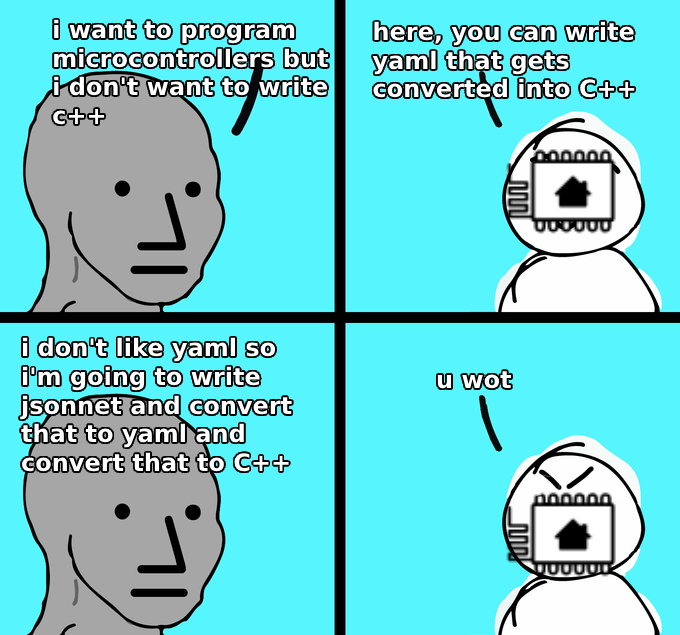 i want to program
microcontrollers but
i don't want to write
c++
here, you can write
yaml that gets
converted into C++
i don't like yaml so
i'm going to write
jsonnet and convert
that to yaml and
convert that to C++
u wot